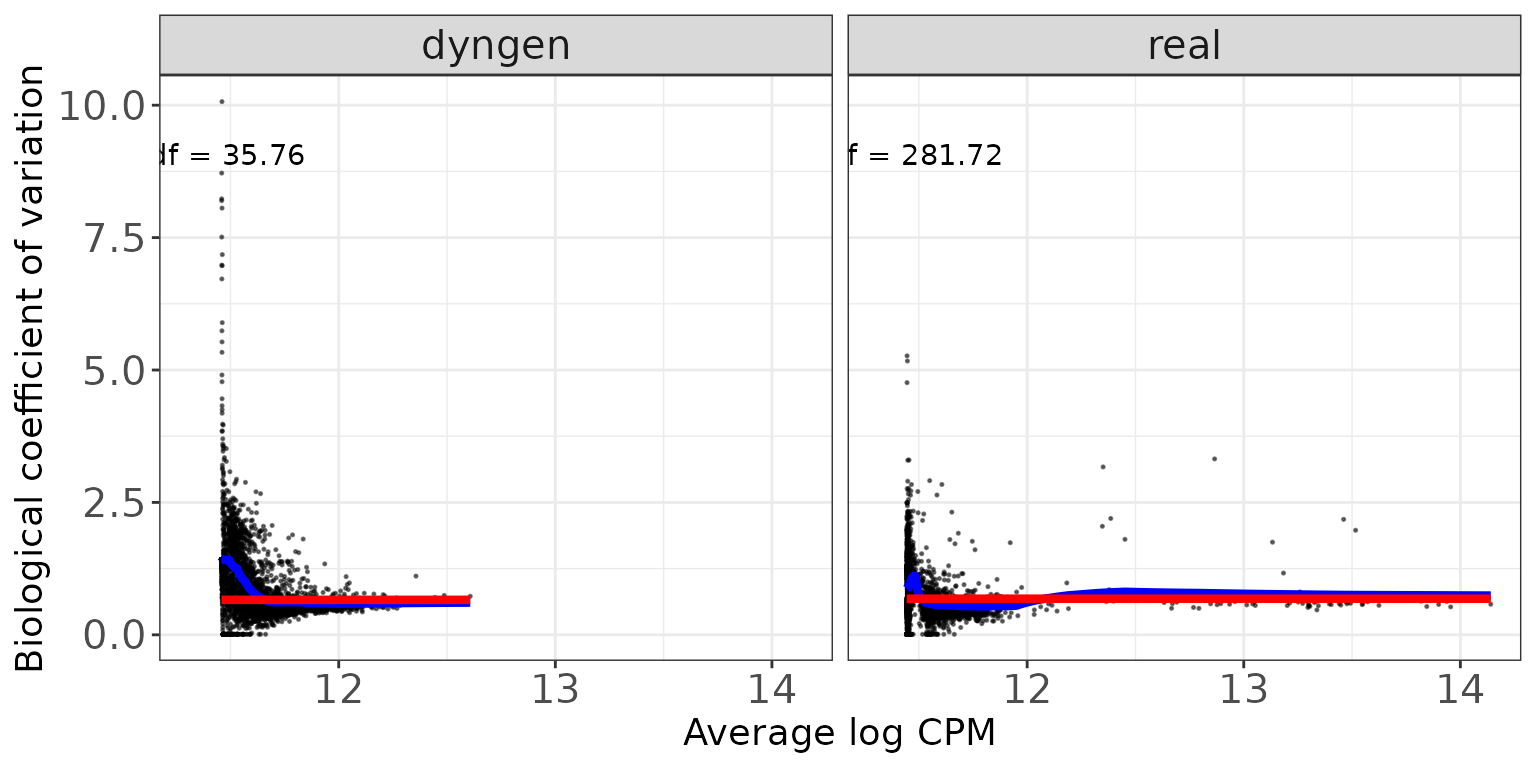 dyngen
real
Biological coefficient of variation
10.0
7.5
5.0
2.5
0.0
df = 35.76
f = 281.72
12
13
14
12
13
14
Average log CPM